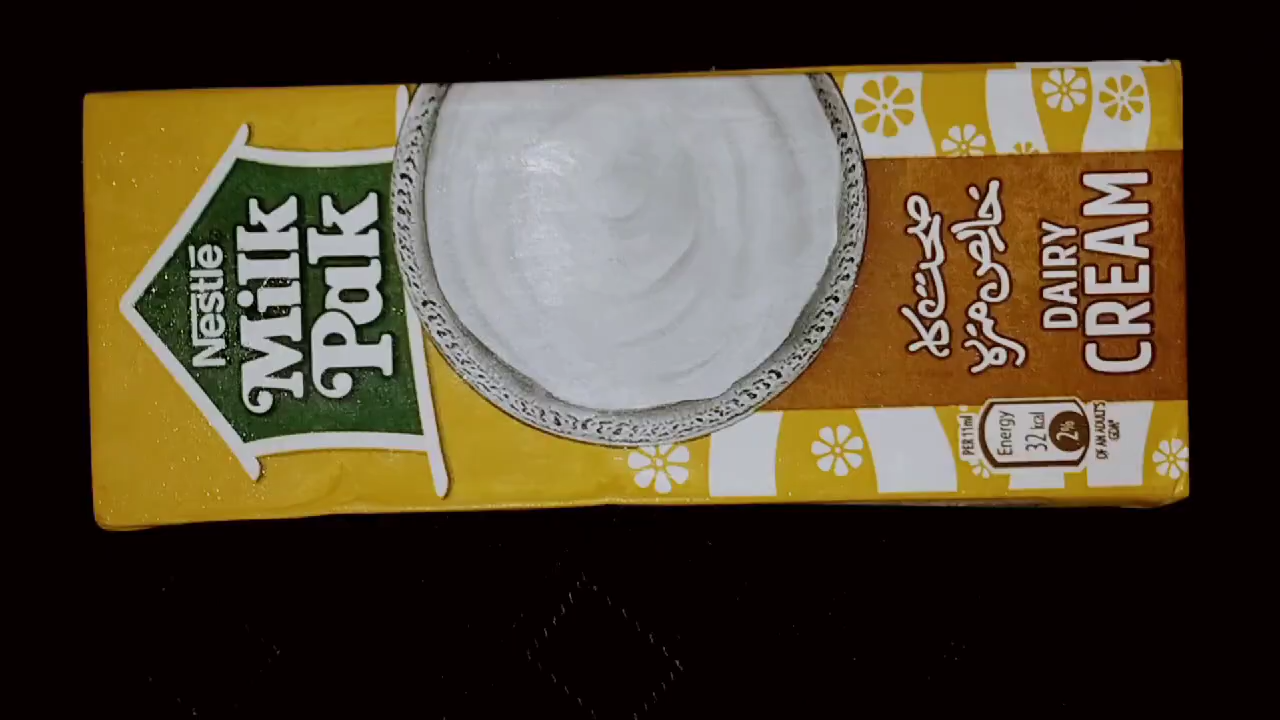 Nestlé
Milk
Pak
صحت کا
خالص مزہ
DAIRY
CREAM
PER 11ml
Energy
32 kcal
2%
OF AN ADULT'S
GDA*